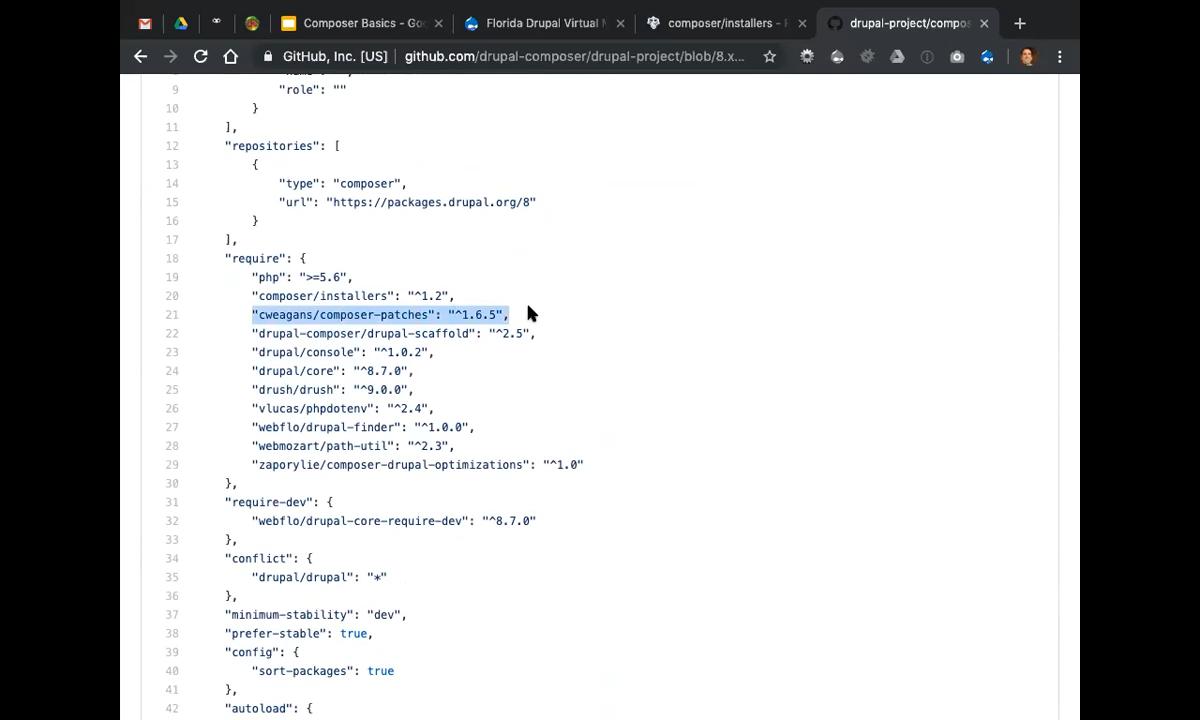 Composer Basics - Goo
Florida Drupal Virtual M
composer/installers - P
drupal-project/compos
GitHub, Inc. [US]
github.com/drupal-composer/drupal-project/blob/8.x...
9 "role": ""
10 }
11 ],
12 "repositories": [
13 {
14 "type": "composer",
15 "url": "https://packages.drupal.org/8"
16 }
17 ],
18 "require": {
19 "php": ">=5.6",
20 "composer/installers": "^1.2",
21 "cweagans/composer-patches": "^1.6.5",
22 "drupal-composer/drupal-scaffold": "^2.5",
23 "drupal/console": "^1.0.2",
24 "drupal/core": "^8.7.0",
25 "drush/drush": "^9.0.0",
26 "vlucas/phpdotenv": "^2.4",
27 "webflo/drupal-finder": "^1.0.0",
28 "webmozart/path-util": "^2.3",
29 "zaporylie/composer-drupal-optimizations": "^1.0"
30 },
31 "require-dev": {
32 "webflo/drupal-core-require-dev": "^8.7.0"
33 },
34 "conflict": {
35 "drupal/drupal": "*"
36 },
37 "minimum-stability": "dev",
38 "prefer-stable": true,
39 "config": {
40 "sort-packages": true
41 },
42 "autoload": {